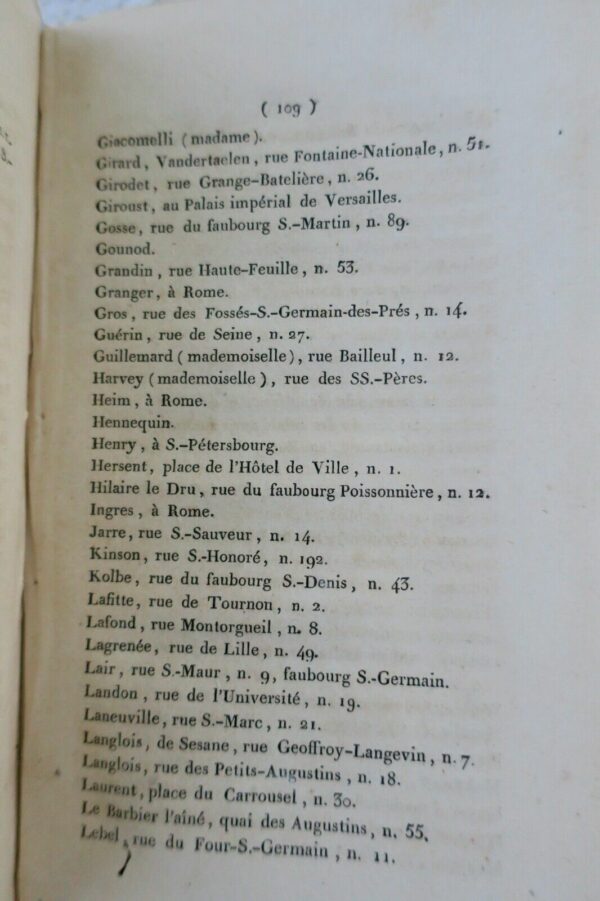 ( 109 )
Giacomelli ( madame ).
Girard, Vandertaelen, rue Fontaine-Nationale, n. 51.
Girodet, rue Grange-Batelière, n. 26.
Giroust, au Palais impérial de Versailles.
Gosse, rue du faubourg S.-Martin, n. 89.
Gounod.
Grandin, rue Haute-Feuille, n. 53.
Granger, à Rome.
Gros, rue des Fossés-S.-Germain-des-Prés, n. 14.
Guérin, rue de Seine, n. 27.
Guillemard ( mademoiselle ), rue Bailleul, n. 12.
Harvey ( mademoiselle ), rue des SS.-Pères.
Heim, à Rome.
Hennequin.
Henry, à S.-Pétersbourg.
Hersent, place de l'Hôtel de Ville, n. 1.
Hilaire le Dru, rue du faubourg Poissonnière, n. 12.
Ingres, à Rome.
Jarre, rue S.-Sauveur, n. 14.
Kinson, rue S.-Honoré, n. 192.
Kolbe, rue du faubourg S.-Denis, n. 43.
Lafitte, rue de Tournon, n. 2.
Lafond, rue Montorgueil, n. 8.
Lagrenée, rue de Lille, n. 49.
Lair, rue S.-Maur, n. 9, faubourg S.-Germain.
Landon, rue de l'Université, n. 19.
Laneuville, rue S.-Marc, n. 21.
Langlois, de Sesane, rue Geoffroy-Langevin, n. 7.
Langlois, rue des Petits-Augustins, n. 18.
Laurent, place du Carrousel, n. 30.
Le Barbier l'aîné, quai des Augustins, n. 55.
Lebel, rue du Four-S.-Germain, n. 11.